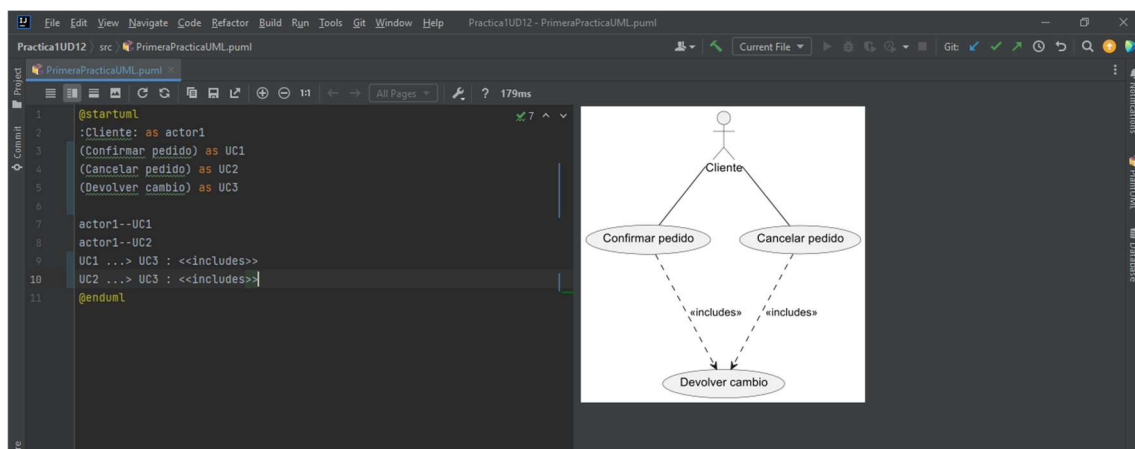 File Edit View Navigate Code Refactor Build Run Tools Git Window Help Practica1UD12 - PrimeraPracticaUML.puml
Practica1UD12 src PrimeraPracticaUML.puml Current File Git:
PrimeraPracticaUML.puml
1:1 All Pages ? 179ms
1 @startuml 7
2 :Cliente: as actor1
3 (Confirmar pedido) as UC1
4 (Cancelar pedido) as UC2
5 (Devolver cambio) as UC3
6
7 actor1--UC1
8 actor1--UC2
9 UC1 ...> UC3 : <<includes>>
10 UC2 ...> UC3 : <<includes>>
11 @enduml
Cliente
Confirmar pedido Cancelar pedido
«includes» «includes»
Devolver cambio
Project
Commit
re
Notifications
PlantUML
Database